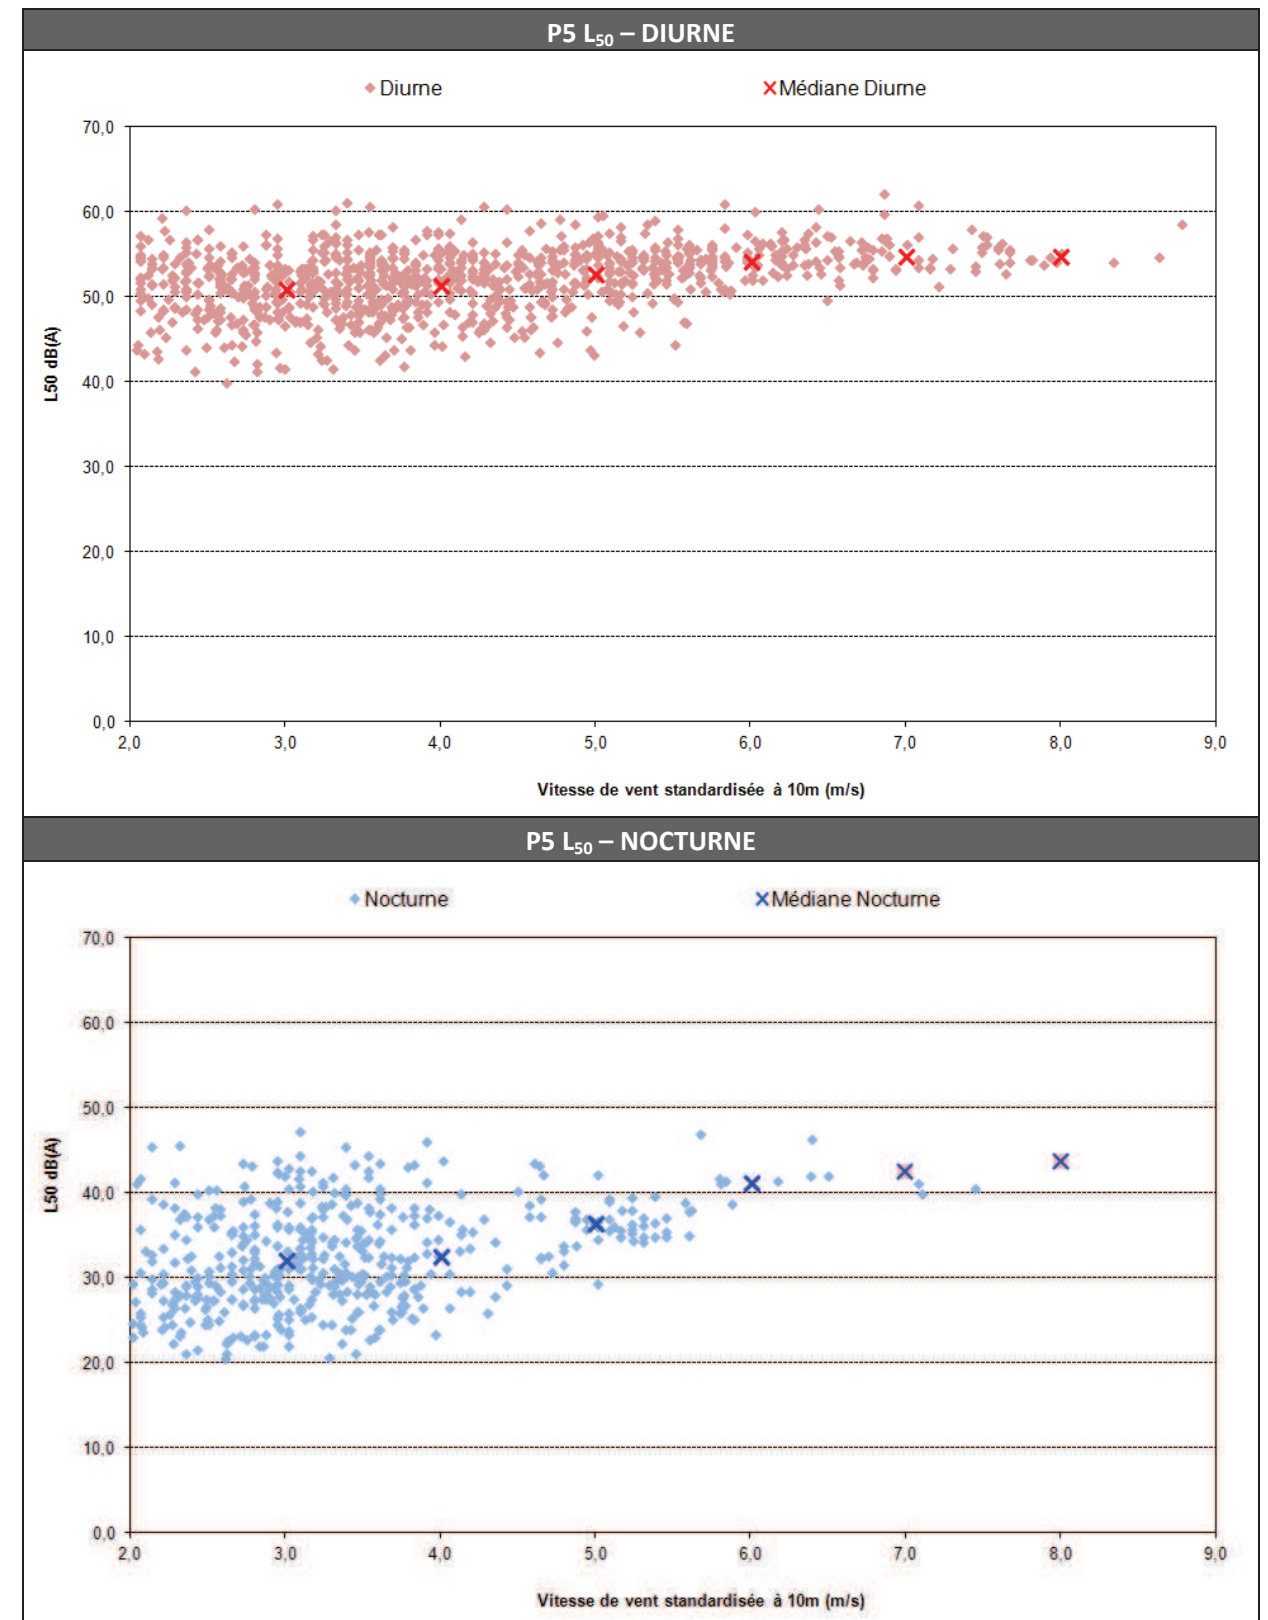 P5 L50 – DIURNE
Diurne
Médiane Diurne
70,0
60,0
50,0
40,0
30,0
20,0
10,0
0,0
L50 dB(A)
2,0 3,0 4,0 5,0 6,0 7,0 8,0 9,0
Vitesse de vent standardisée à 10m (m/s)
P5 L50 – NOCTURNE
Nocturne
Médiane Nocturne
70,0
60,0
50,0
40,0
30,0
20,0
10,0
0,0
L50 dB(A)
2,0 3,0 4,0 5,0 6,0 7,0 8,0 9,0
Vitesse de vent standardisée à 10m (m/s)